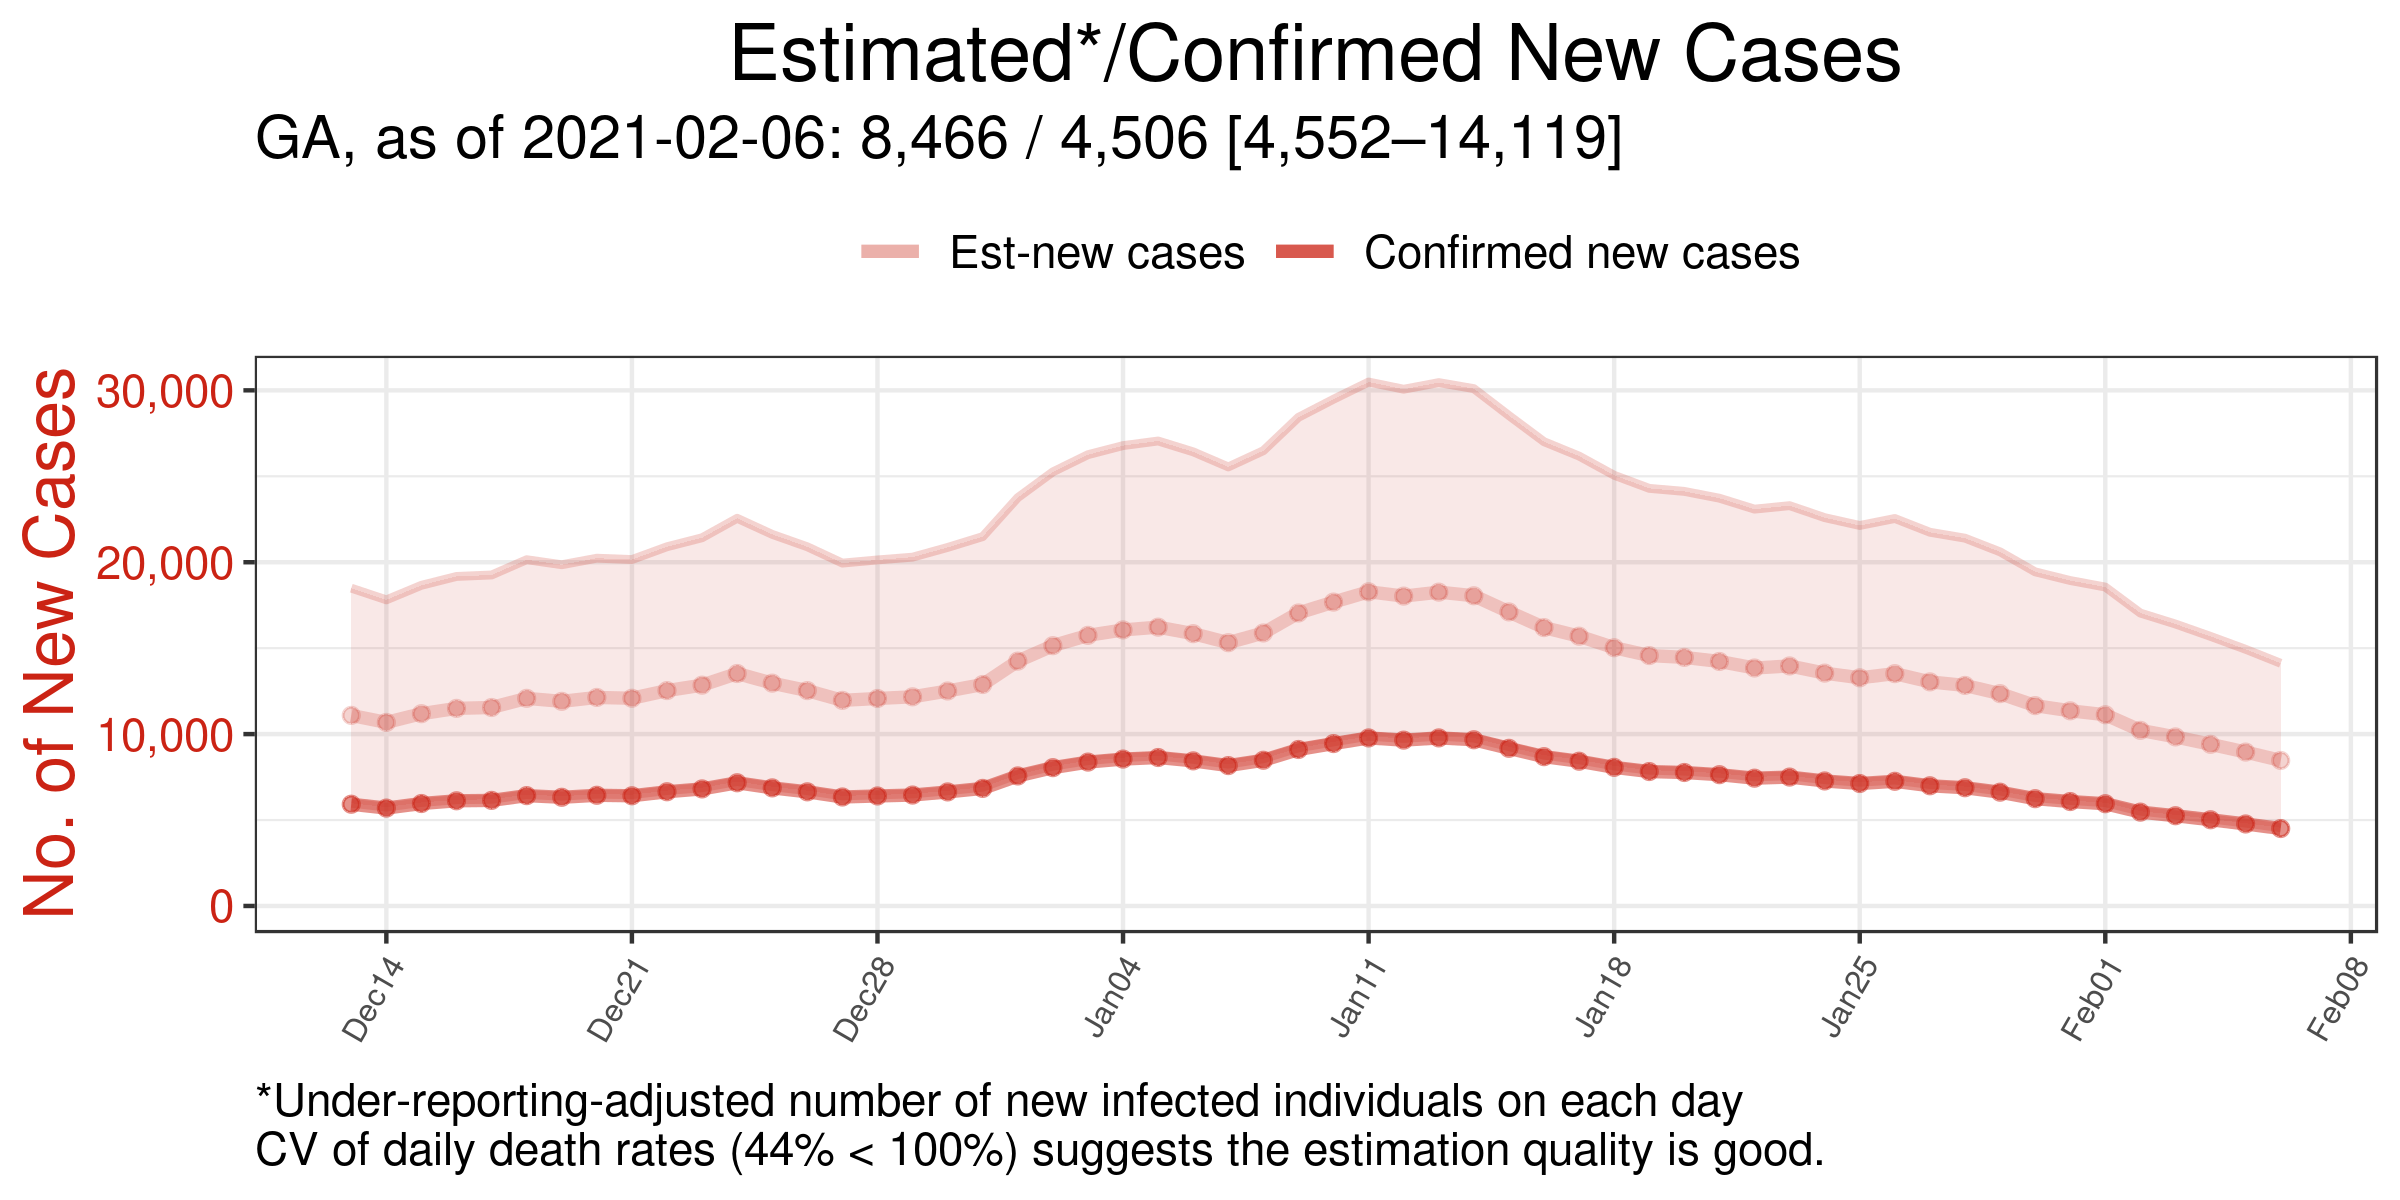 Estimated*/Confirmed New Cases
GA, as of 2021-02-06: 8,466 / 4,506 [4,552–14,119]
Est-new cases Confirmed new cases
No. of New Cases
30,000
20,000
10,000
0
Dec14 Dec21 Dec28 Jan04 Jan11 Jan18 Jan25 Feb01 Feb08
*Under-reporting-adjusted number of new infected individuals on each day
CV of daily death rates (44% < 100%) suggests the estimation quality is good.